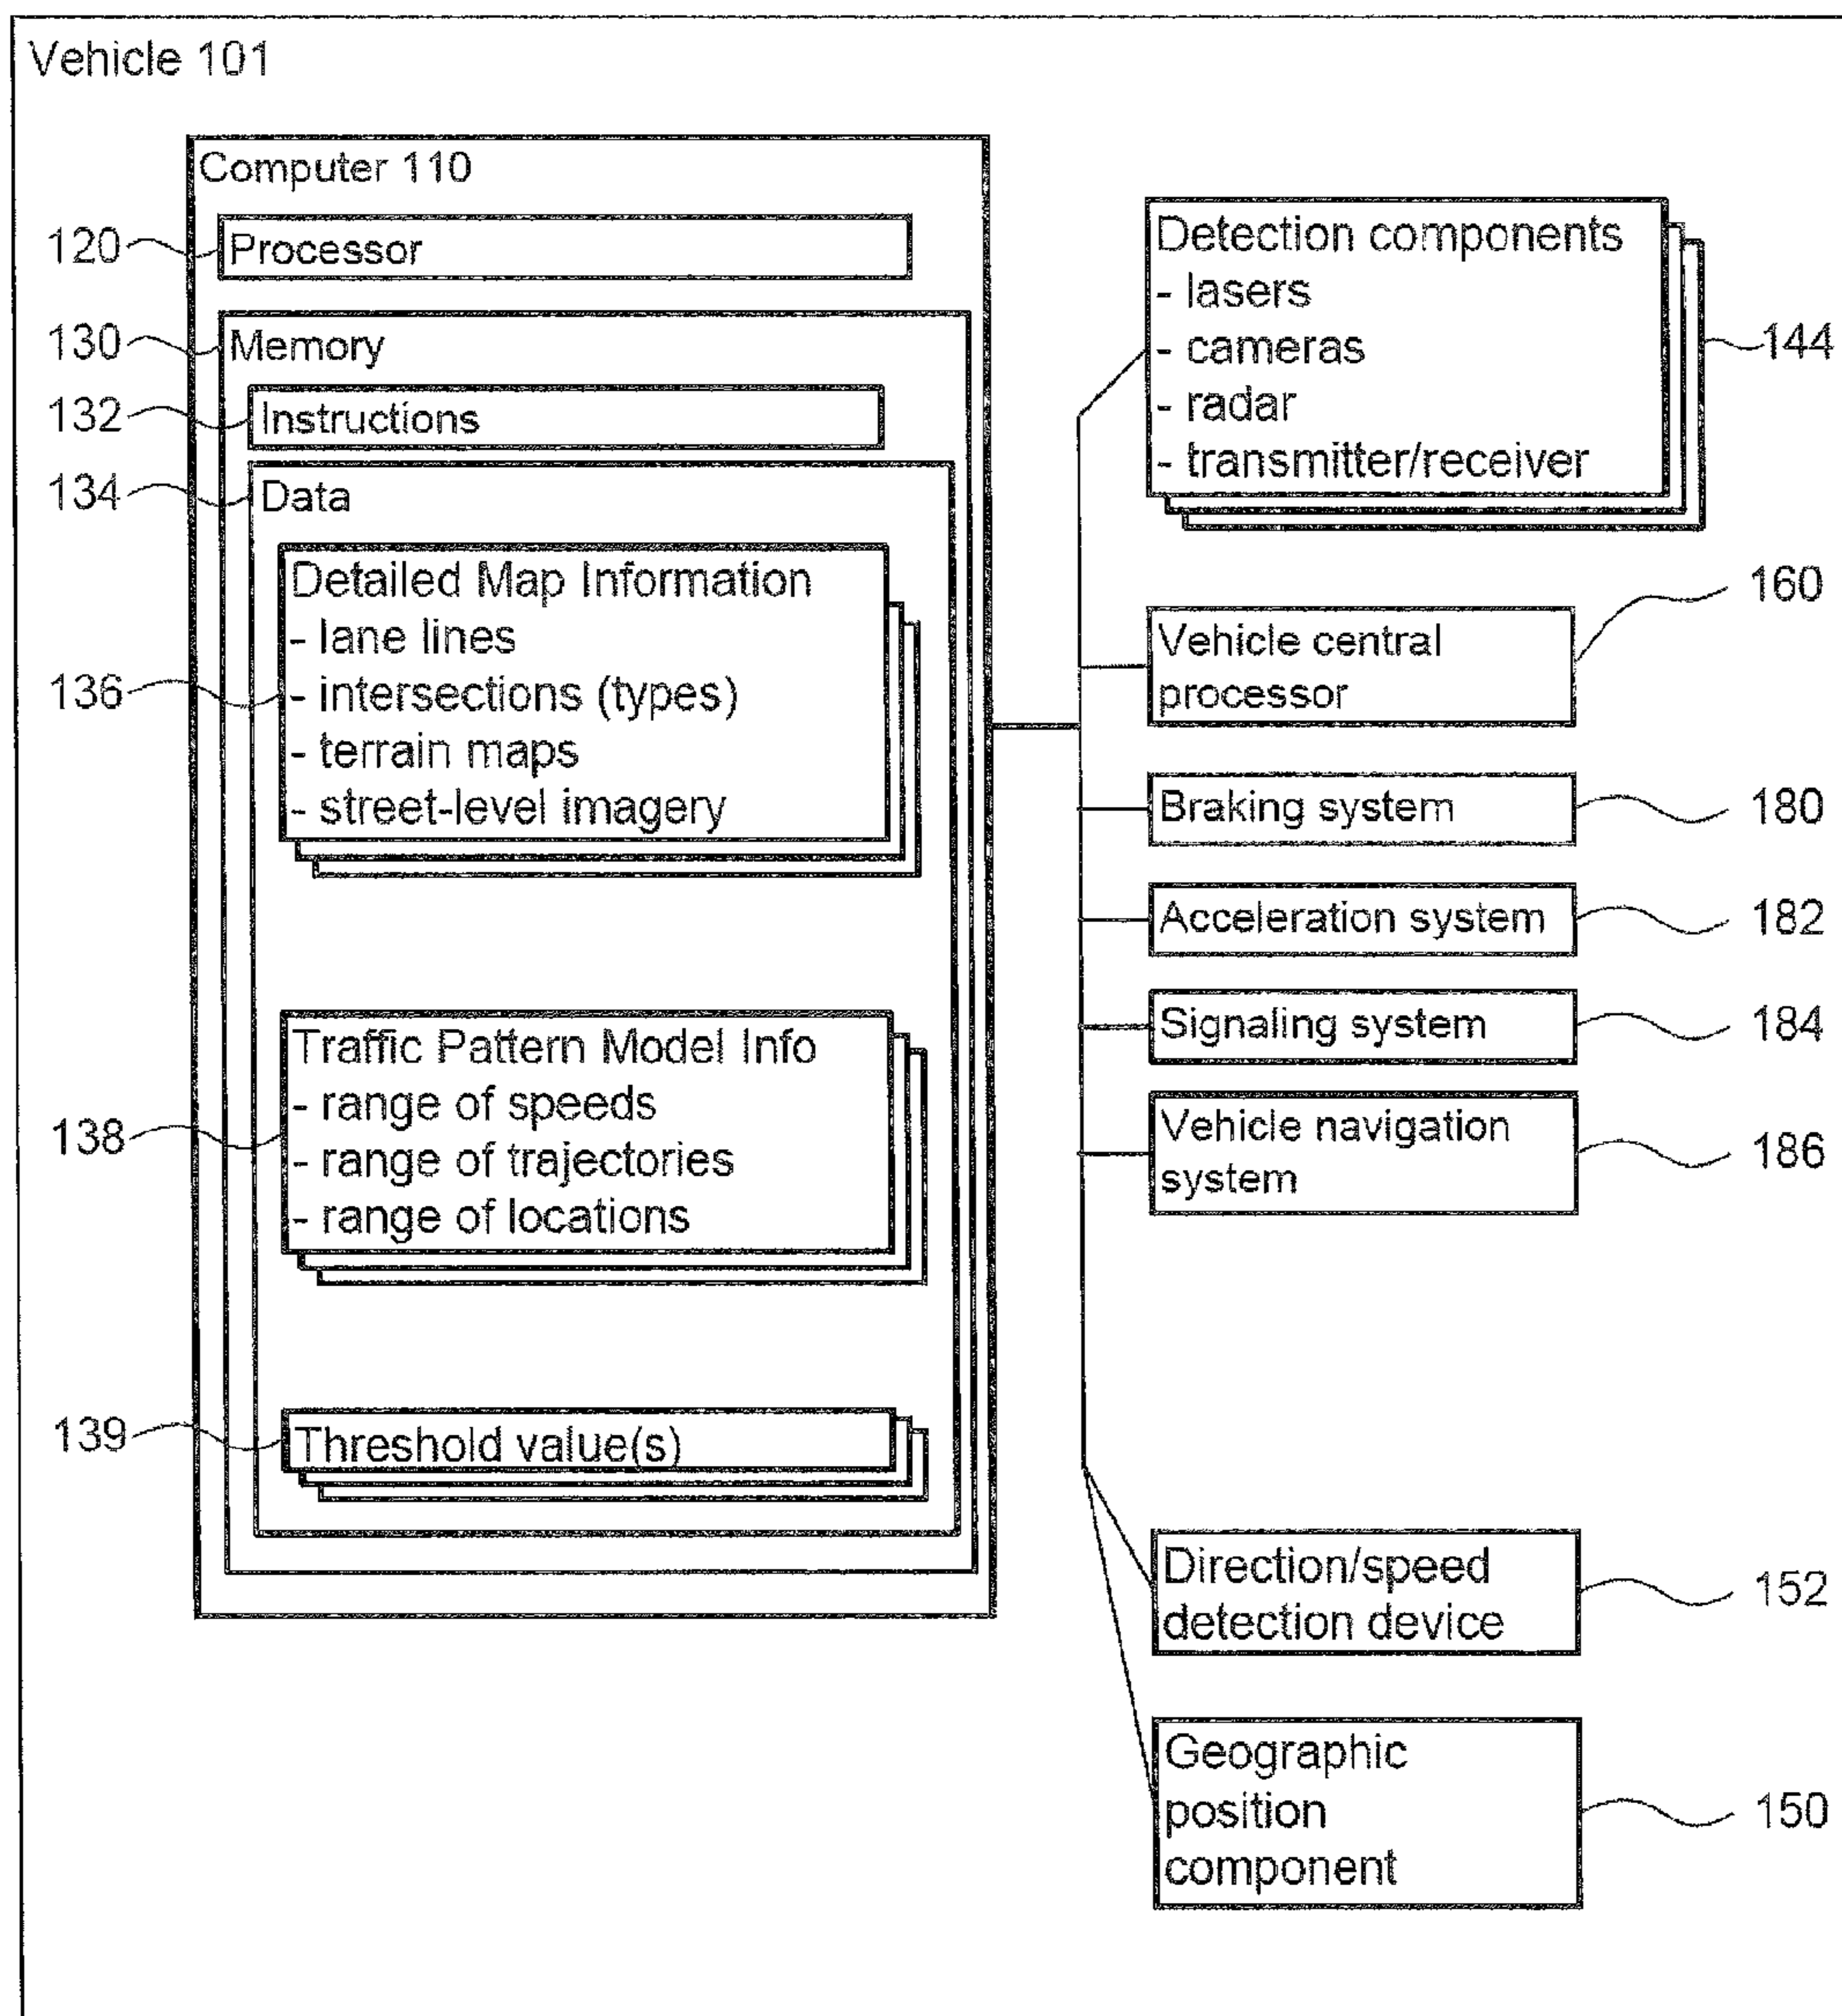 Vehicle 101
Computer 110
120
Processor
130
Memory
132
Instructions
134
Data
136
Detailed Map Information
- lane lines
- intersections (types)
- terrain maps
- street-level imagery
138
Traffic Pattern Model Info
- range of speeds
- range of trajectories
- range of locations
139
Threshold value(s)
Detection components
- lasers
- cameras
- radar
- transmitter/receiver
144
Vehicle central
processor
160
Braking system
180
Acceleration system
182
Signaling system
184
Vehicle navigation
system
186
Direction/speed
detection device
152
Geographic
position
component
150